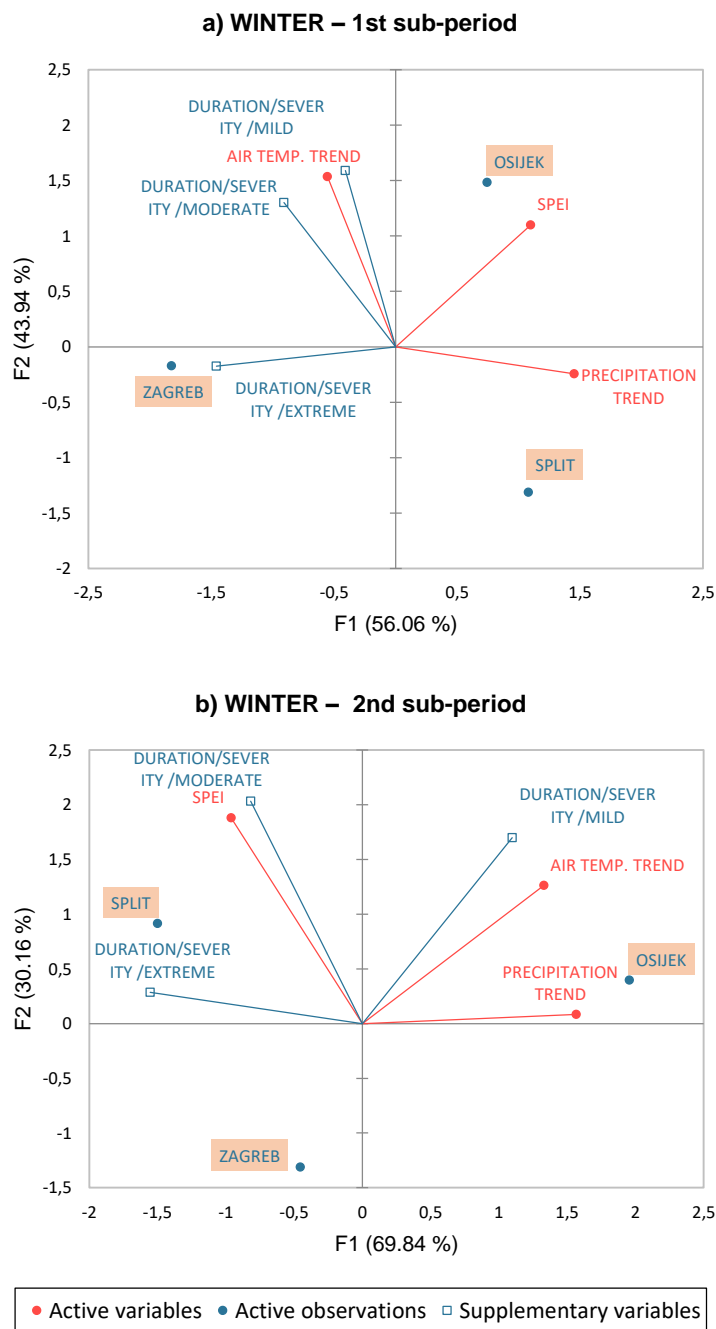 a) WINTER – 1st sub-period
2,5
DURATION/SEVER
ITY /MILD
2
AIR TEMP. TREND
OSIJEK
1,5
DURATION/SEVER
ITY /MODERATE
SPEI
1
F2 (43.94 %)
0,5
0
PRECIPITATION
TREND
ZAGREB
DURATION/SEVER
ITY /EXTREME
-0,5
-1
SPLIT
-1,5
-2
-2,5 -1,5 -0,5 0,5 1,5 2,5
F1 (56.06 %)
b) WINTER – 2nd sub-period
2,5
DURATION/SEVER
ITY /MODERATE
SPEI
2
DURATION/SEVER
ITY /MILD
1,5
AIR TEMP. TREND
SPLIT
1
F2 (30.16 %)
DURATION/SEVER
ITY /EXTREME
0,5
PRECIPITATION
TREND
OSIJEK
0
-0,5
-1
ZAGREB
-1,5
-2 -1,5 -1 -0,5 0 0,5 1 1,5 2 2,5
F1 (69.84 %)
Active variables Active observations Supplementary variables